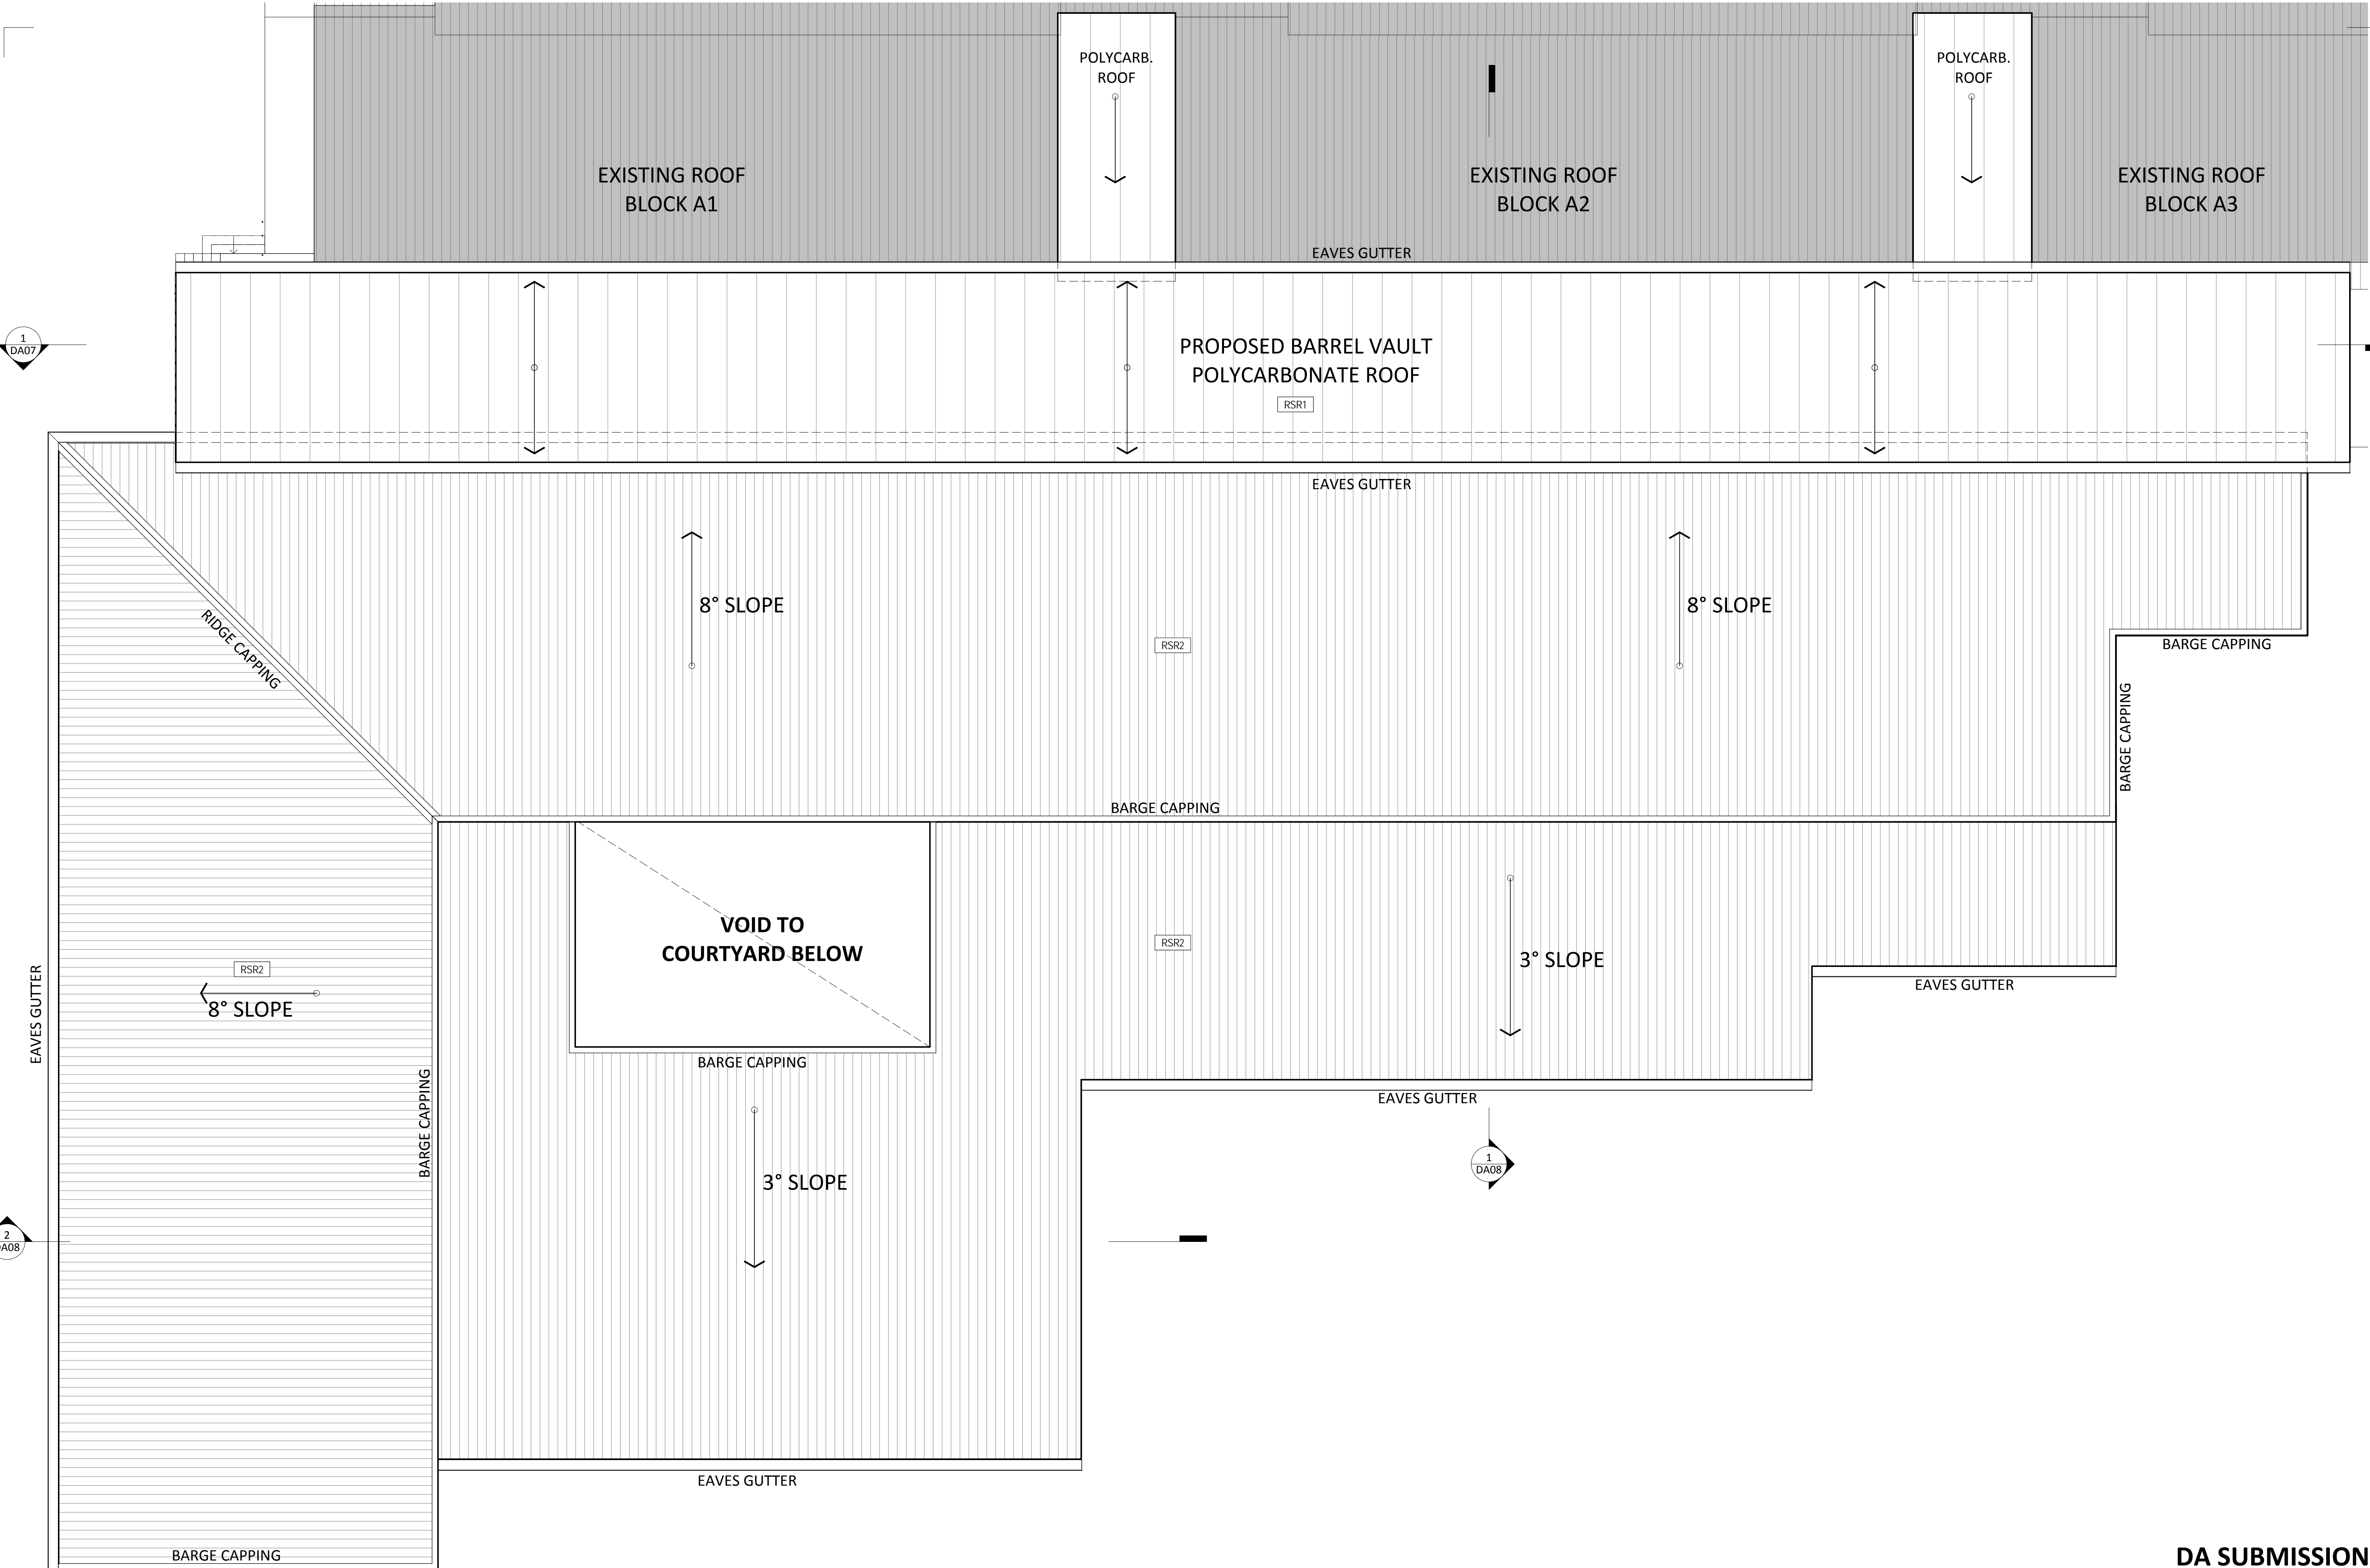 POLYCARB.
ROOF
POLYCARB.
ROOF
EXISTING ROOF
BLOCK A1
EXISTING ROOF
BLOCK A2
EXISTING ROOF
BLOCK A3
EAVES GUTTER
1
DA07
PROPOSED BARREL VAULT
POLYCARBONATE ROOF
RSR1
EAVES GUTTER
8° SLOPE
8° SLOPE
RIDGE CAPPING
RSR2
BARGE CAPPING
BARGE CAPPING
BARGE CAPPING
VOID TO
COURTYARD BELOW
RSR2
3° SLOPE
RSR2
8° SLOPE
EAVES GUTTER
EAVES GUTTER
BARGE CAPPING
BARGE CAPPING
EAVES GUTTER
1
DA08
3° SLOPE
2
A08
EAVES GUTTER
BARGE CAPPING
DA SUBMISSION